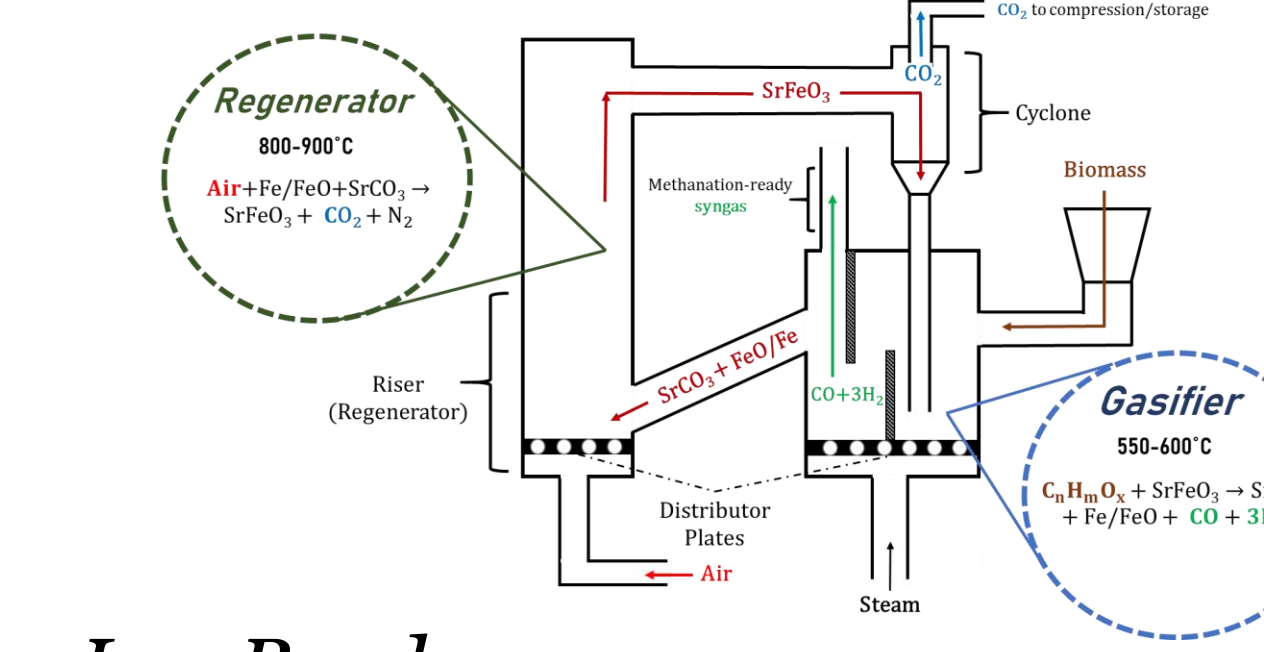 CO₂ to compression/storage
CO₂
SrFeO₃
Cyclone
Regenerator
800-900˚C
Air+Fe/FeO+SrCO₃ →
SrFeO₃ + CO₂ + N₂
Methanation-ready
syngas
Biomass
SrCO₃ + FeO/Fe
CO+3H₂
Riser
(Regenerator)
Gasifier
550-600˚C
CₙHₘOₓ + SrFeO₃ →
+ Fe/FeO + CO +
Distributor
Plates
Air
Steam